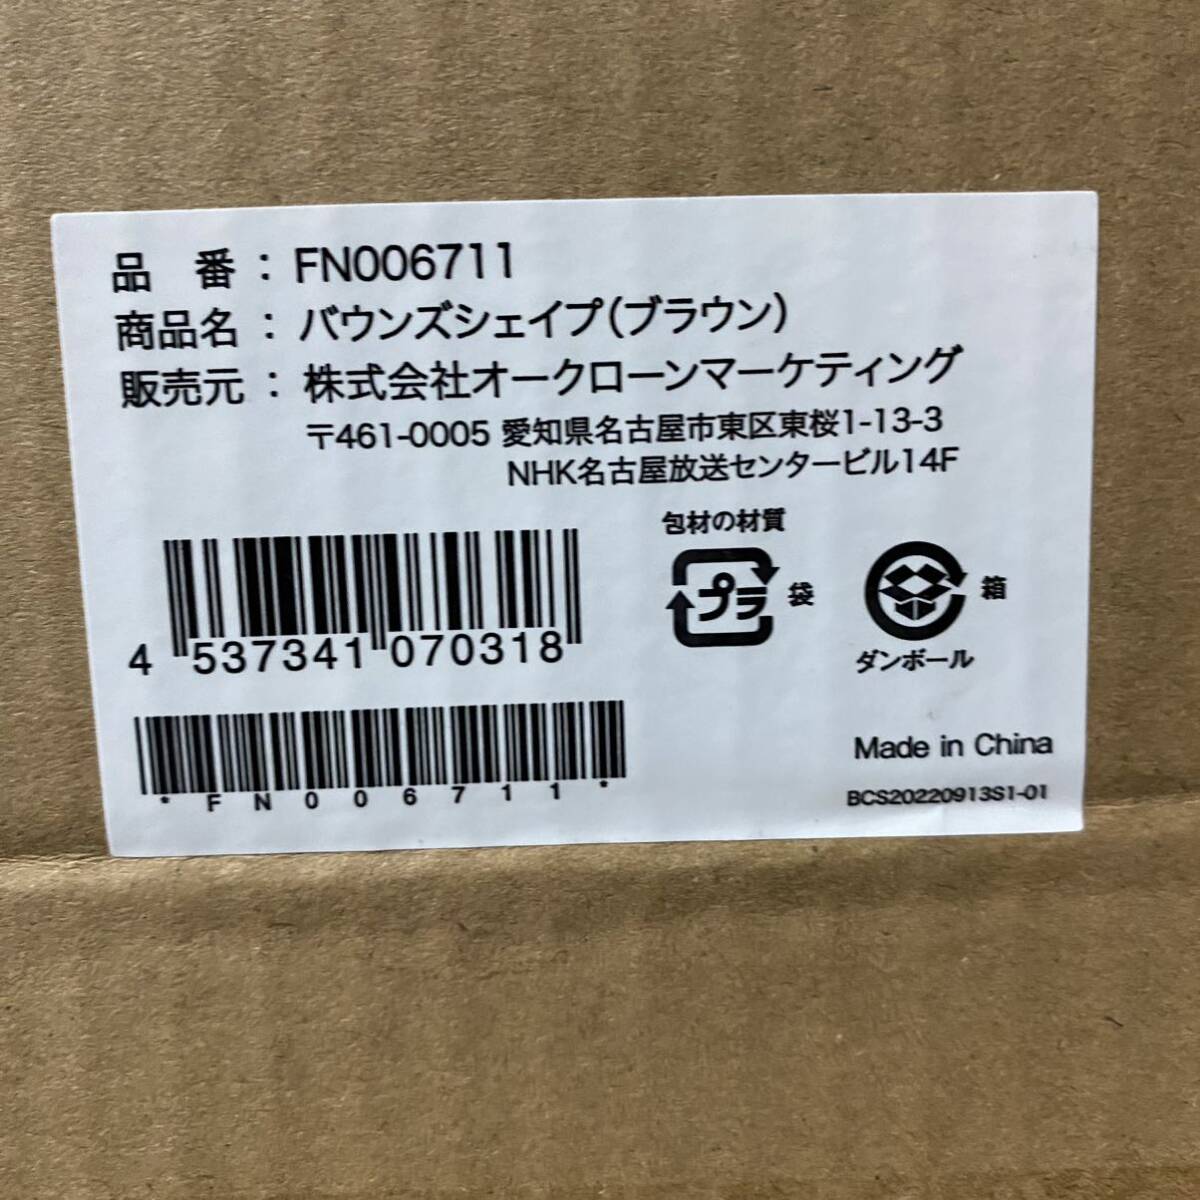 品 番 : FN006711
商品名 : バウンズシェイプ(ブラウン)
販売元 : 株式会社オークローンマーケティング
〒461-0005 愛知県名古屋市東区東桜1-13-3
NHK名古屋放送センタービル14F
包材の材質
プラ 袋
箱
ダンボール
4 537341 070318
*FN006711*
Made in China
BCS20220913S1-01